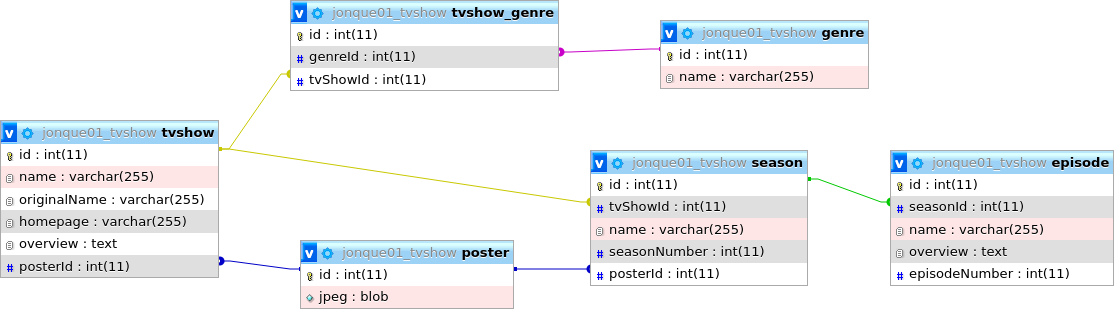 v jonque01_tvshow tvshow_genre
id : int(11)
# genreId : int(11)
# tvShowId : int(11)
v jonque01_tvshow genre
id : int(11)
name : varchar(255)
v jonque01_tvshow tvshow
id : int(11)
name : varchar(255)
originalName : varchar(255)
homepage : varchar(255)
overview : text
# posterId : int(11)
v jonque01_tvshow poster
id : int(11)
jpeg : blob
v jonque01_tvshow season
id : int(11)
# tvShowId : int(11)
name : varchar(255)
# seasonNumber : int(11)
# posterId : int(11)
v jonque01_tvshow episode
id : int(11)
# seasonId : int(11)
name : varchar(255)
overview : text
# episodeNumber : int(11)